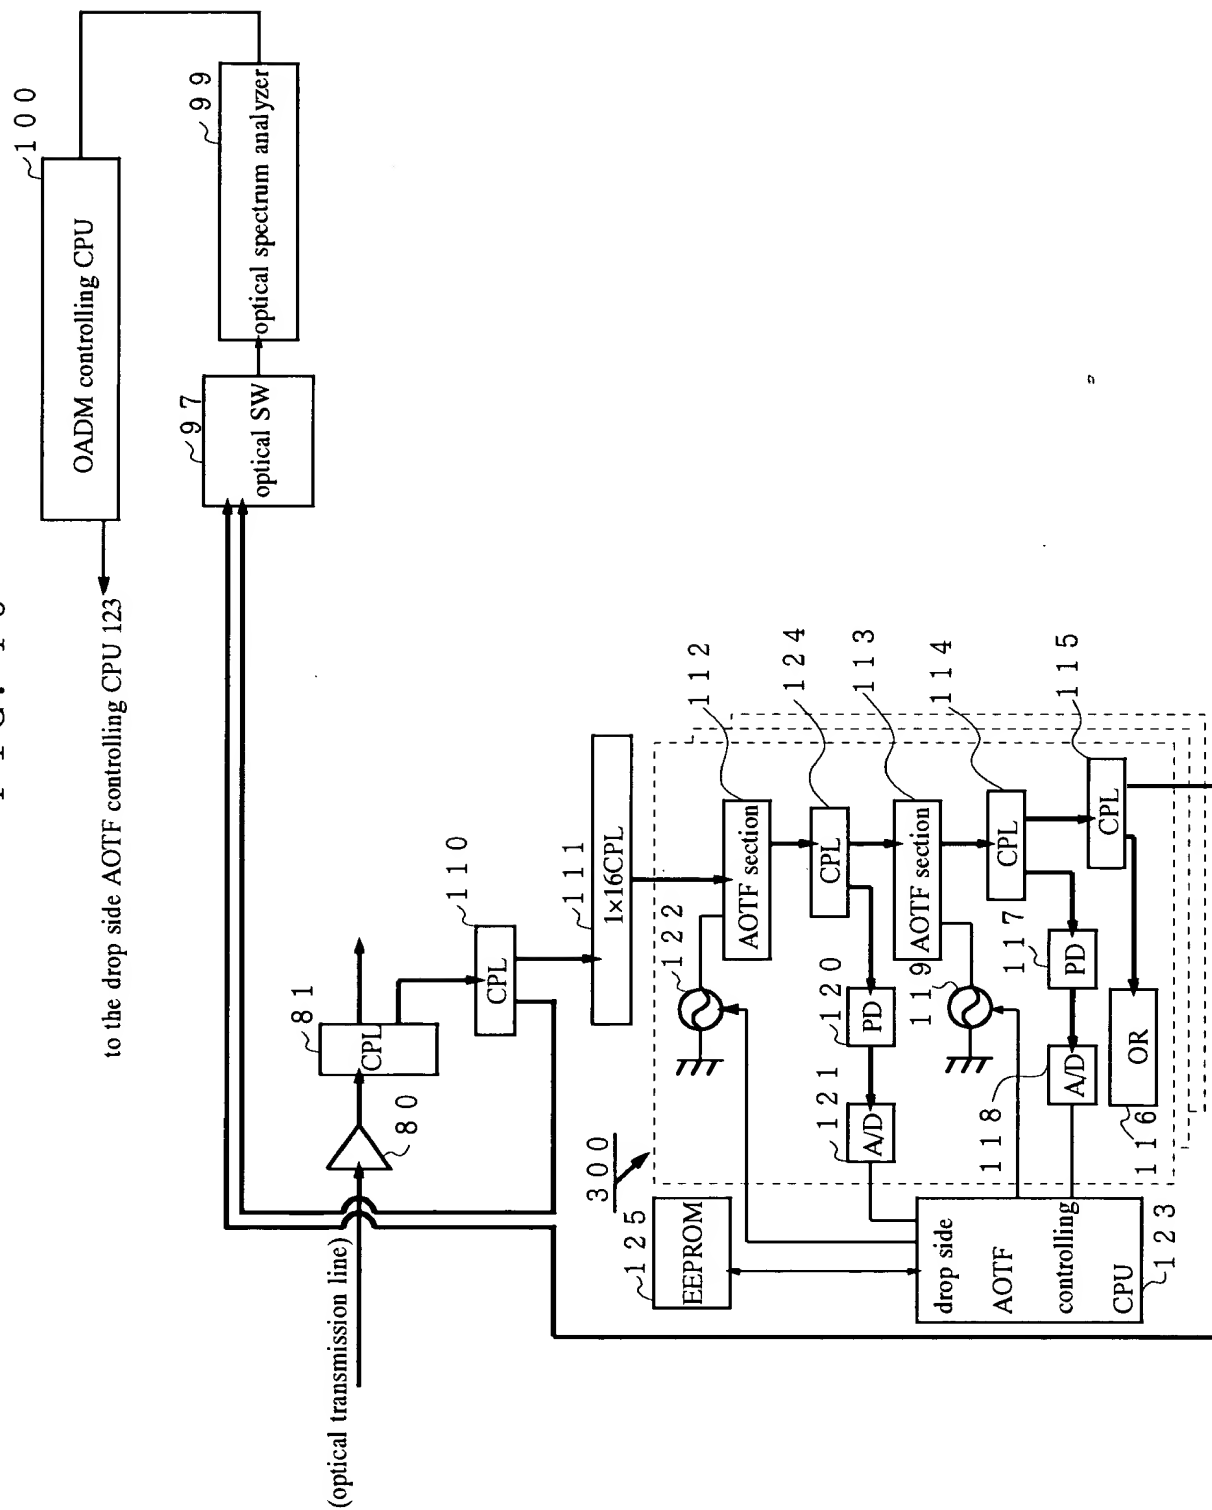 100
OADM controlling CPU
to the drop side AOTF controlling CPU 123
99
optical spectrum analyzer
97
optical SW
(optical transmission line)
80
81
CPL
110
CPL
111
1×16CPL
300
112
AOTF section
122
124
CPL
120
PD
121
A/D
113
AOTF section
119
114
CPL
117
PD
118
A/D
115
CPL
OR
116
125
EEPROM
drop side
AOTF
controlling
CPU
123